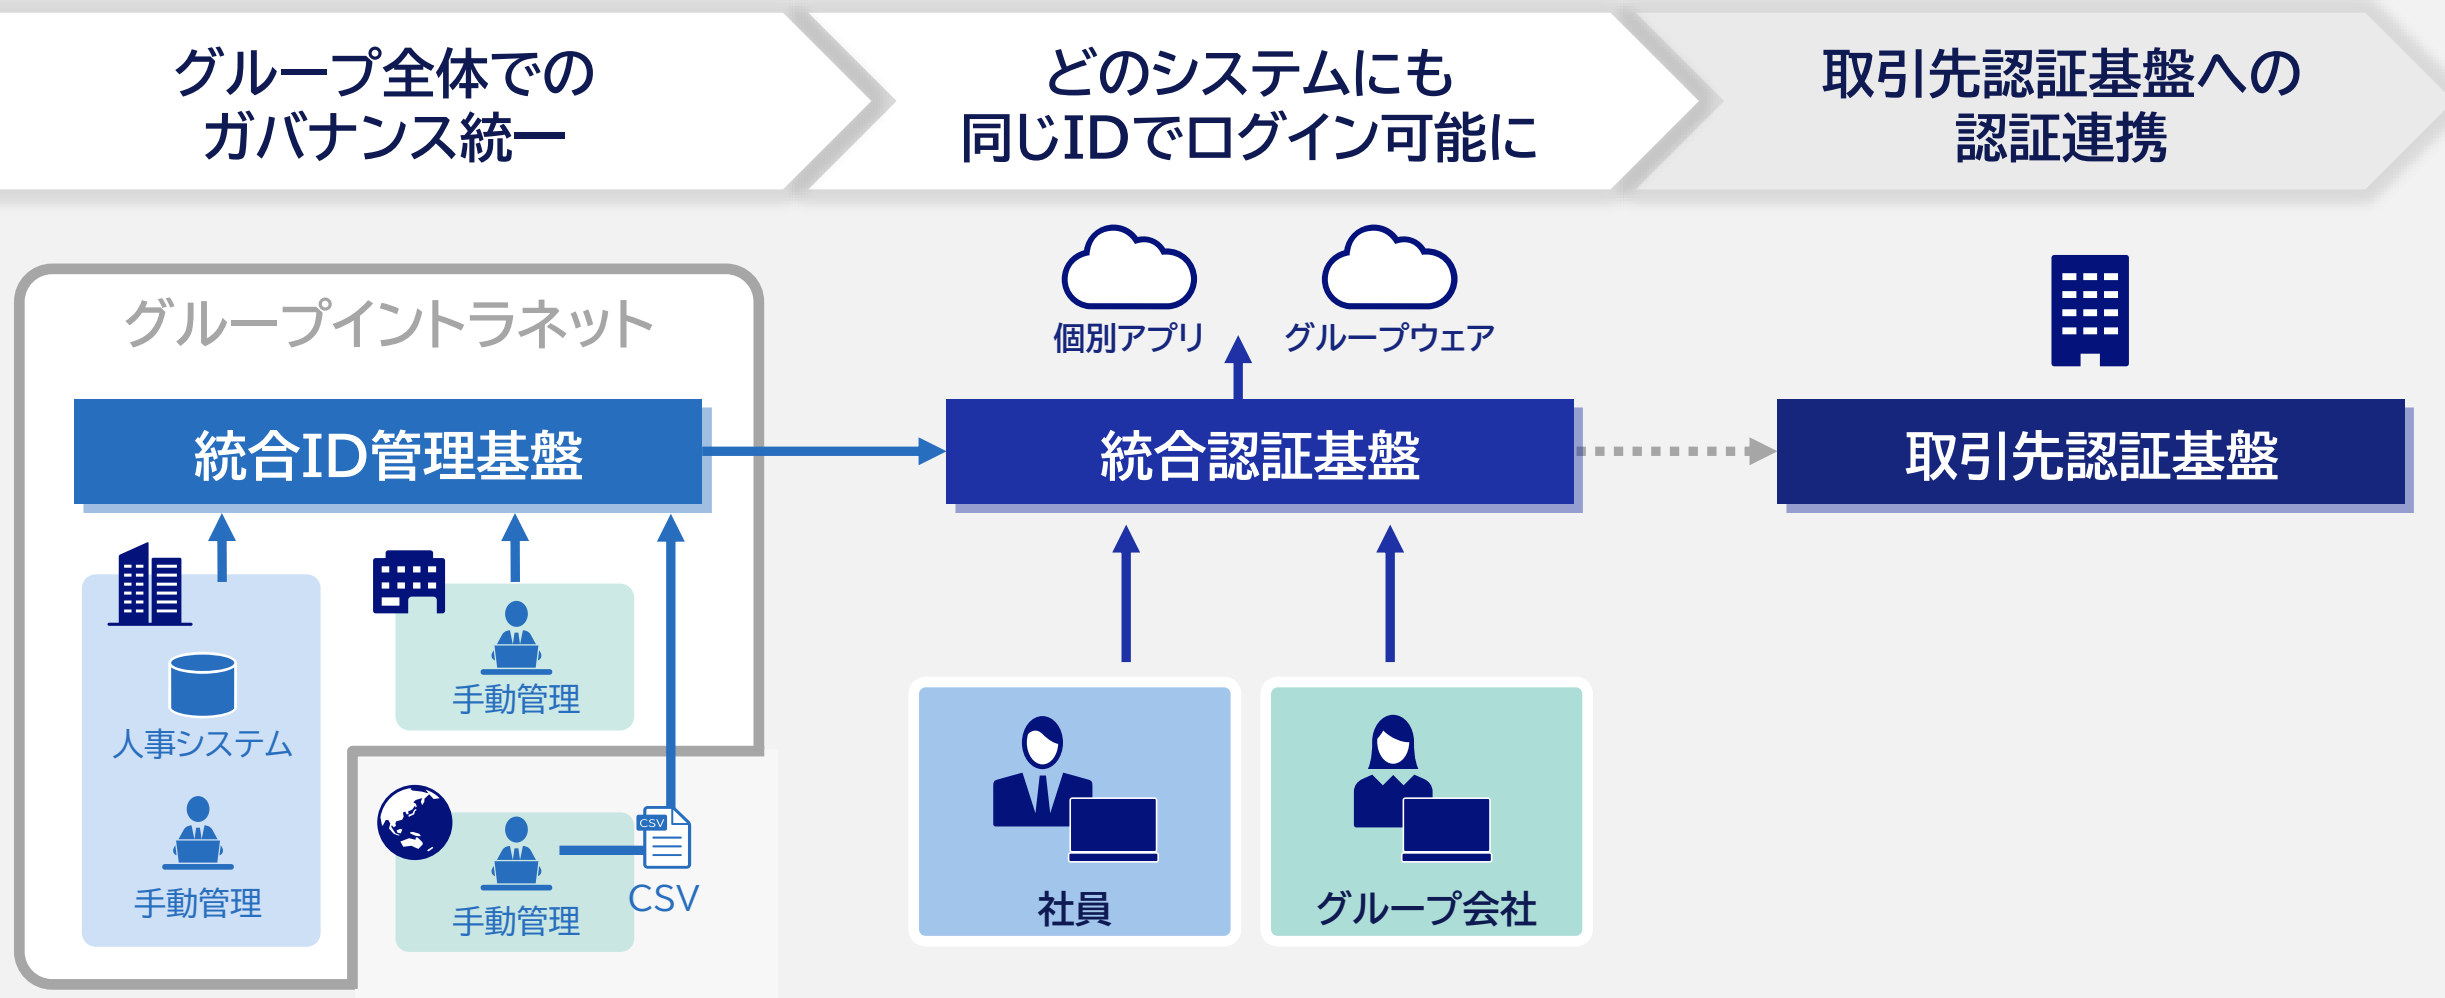 グループ全体での
ガバナンス統一
どのシステムにも
同じIDでログイン可能に
取引先認証基盤への
認証連携
グループイントラネット
統合ID管理基盤
人事システム
手動管理
手動管理
手動管理
CSV
CSV
個別アプリ
グループウェア
統合認証基盤
社員
グループ会社
取引先認証基盤